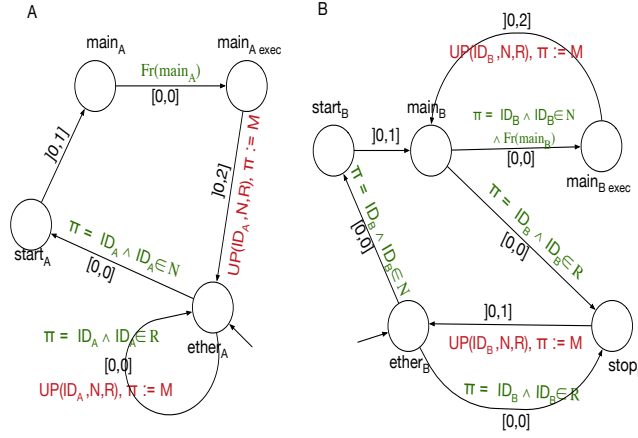 A
main_A
main_A exec
Fr(main_A)
[0,0]
]0,1]
]0,2]
UP(ID_A,N,R), π := M
π = ID_A ∧ ID_A∈N
[0,0]
start_A
ether_A
π = ID_A ∧ ID_A∈R
[0,0]
UP(ID_A,N,R), π := M
B
]0,2]
UP(ID_B,N,R), π := M
start_B
main_B
]0,1]
π = ID_B ∧ ID_B∈N
∧ Fr(main_B)
[0,0]
main_B exec
π = ID_B ∧ ID_B∈N
[0,0]
π = ID_B ∧ ID_B∈R
[0,0]
]0,1]
UP(ID_B,N,R), π := M
ether_B
stop
π = ID_B ∧ ID_B∈R
[0,0]